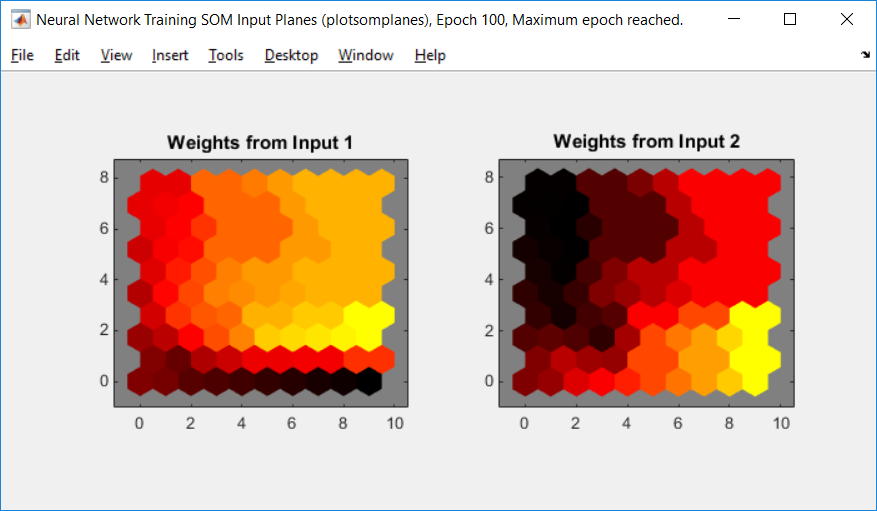 Neural Network Training SOM Input Planes (plotsomplanes), Epoch 100, Maximum epoch reached.
File Edit View Insert Tools Desktop Window Help
Weights from Input 1
8
6
4
2
0
0 2 4 6 8 10
Weights from Input 2
8
6
4
2
0
0 2 4 6 8 10